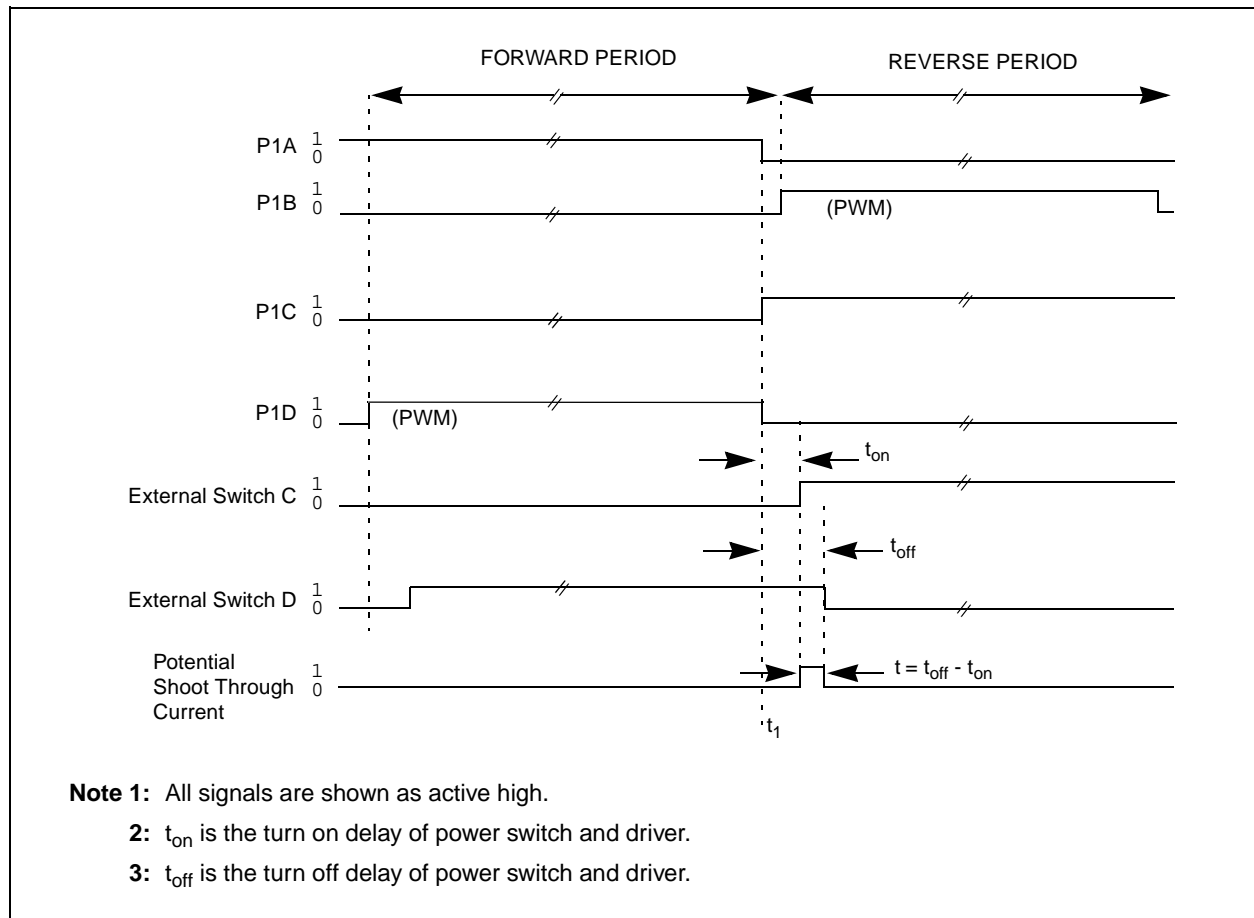 FORWARD PERIOD
REVERSE PERIOD
P1A 1
0
P1B 1
0
(PWM)
P1C 1
0
P1D 1
0
(PWM)
ton
External Switch C 1
0
toff
External Switch D 1
0
Potential
Shoot Through
Current
1
0
t = toff - ton
t1
Note 1: All signals are shown as active high.
2: ton is the turn on delay of power switch and driver.
3: toff is the turn off delay of power switch and driver.